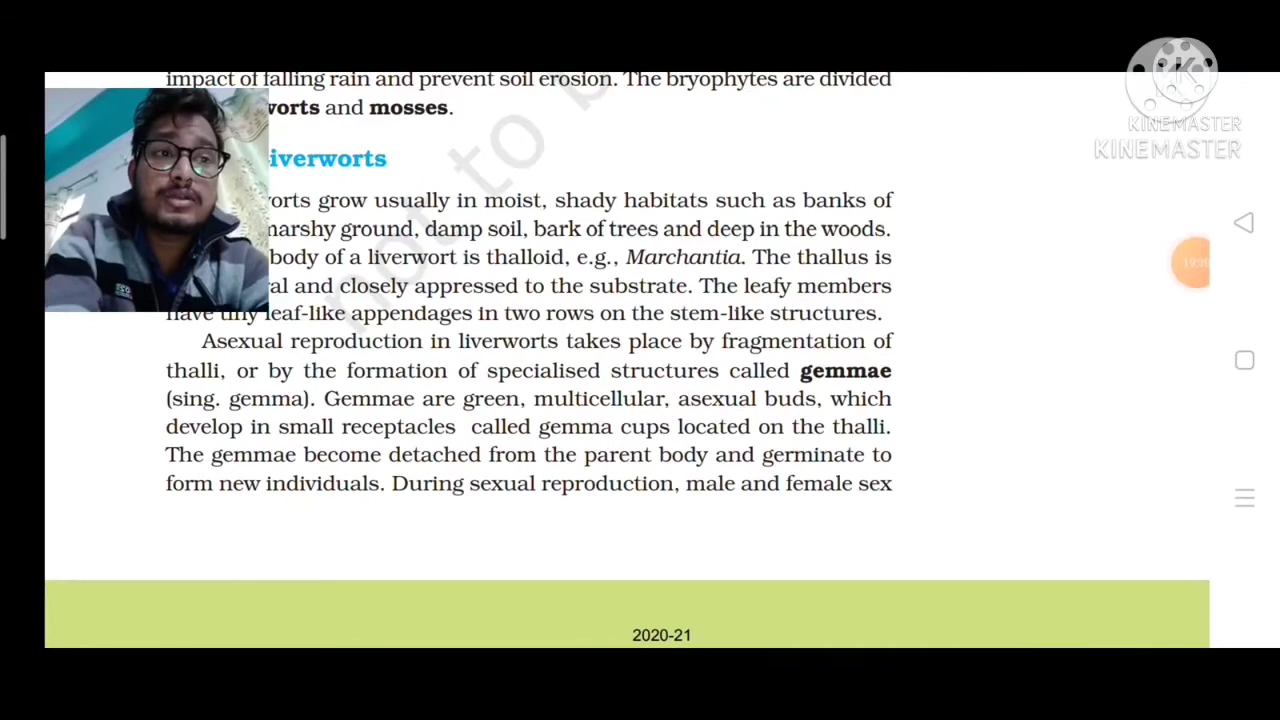 impact of falling rain and prevent soil erosion. The bryophytes are divided
worts and mosses.
iverworts
worts grow usually in moist, shady habitats such as banks of
marshy ground, damp soil, bark of trees and deep in the woods.
body of a liverwort is thalloid, e.g., Marchantia. The thallus is
al and closely appressed to the substrate. The leafy members
have tiny leaf-like appendages in two rows on the stem-like structures.
Asexual reproduction in liverworts takes place by fragmentation of
thalli, or by the formation of specialised structures called gemmae
(sing. gemma). Gemmae are green, multicellular, asexual buds, which
develop in small receptacles called gemma cups located on the thalli.
The gemmae become detached from the parent body and germinate to
form new individuals. During sexual reproduction, male and female sex
2020-21
not to b
K
KINEMASTER
KINEMASTER